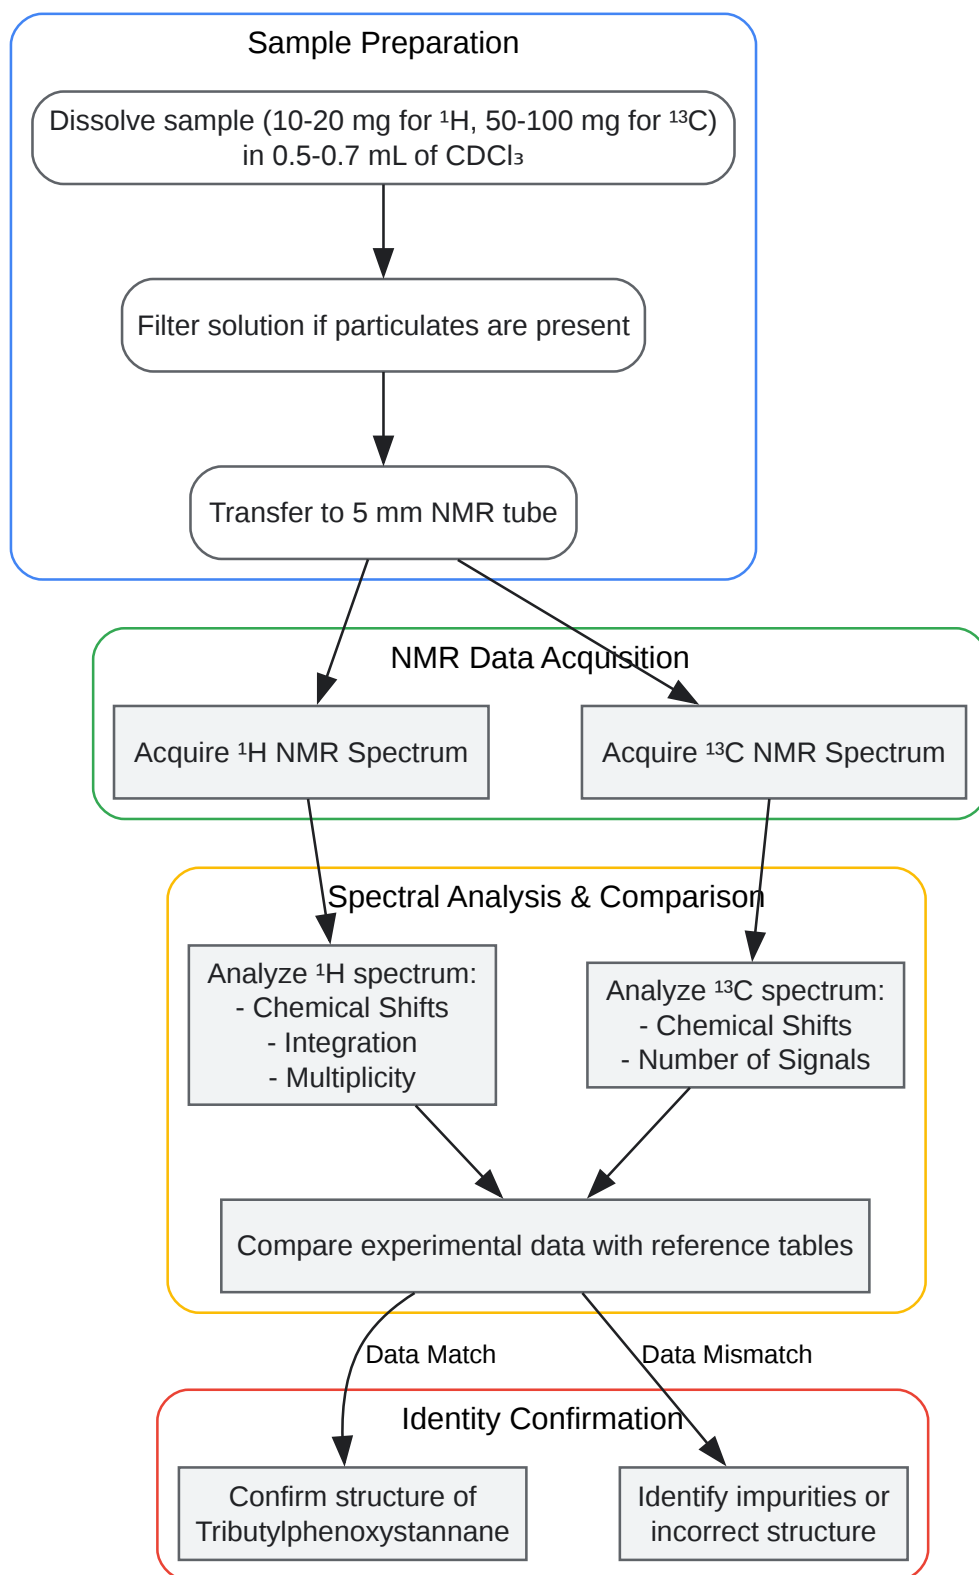 Sample Preparation
Dissolve sample (10-20 mg for ¹H, 50-100 mg for ¹³C)
in 0.5-0.7 mL of CDCl₃
Filter solution if particulates are present
Transfer to 5 mm NMR tube
NMR Data Acquisition
Acquire ¹H NMR Spectrum
Acquire ¹³C NMR Spectrum
Spectral Analysis & Comparison
Analyze ¹H spectrum:
- Chemical Shifts
- Integration
- Multiplicity
Analyze ¹³C spectrum:
- Chemical Shifts
- Number of Signals
Compare experimental data with reference tables
Data Match
Data Mismatch
Identity Confirmation
Confirm structure of
Tributylphenoxystannane
Identify impurities or
incorrect structure